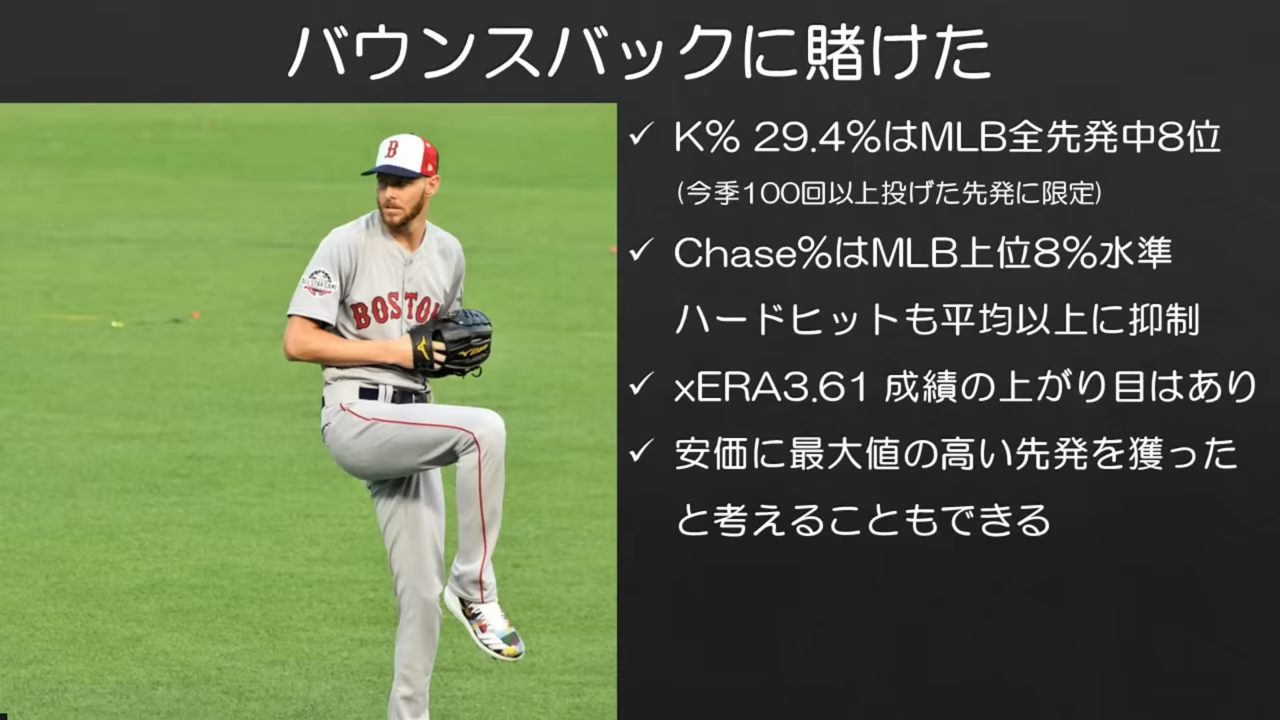 バウンスバックに賭けた
✓ K% 29.4%はMLB全先発中8位
(今季100回以上投げた先発に限定)
✓ Chase%はMLB上位8%水準
ハードヒットも平均以上に抑制
✓ xERA3.61 成績の上がり目はあり
✓ 安価に最大値の高い先発を獲った
と考えることもできる
B
ALL STAR GAME
BOSTON